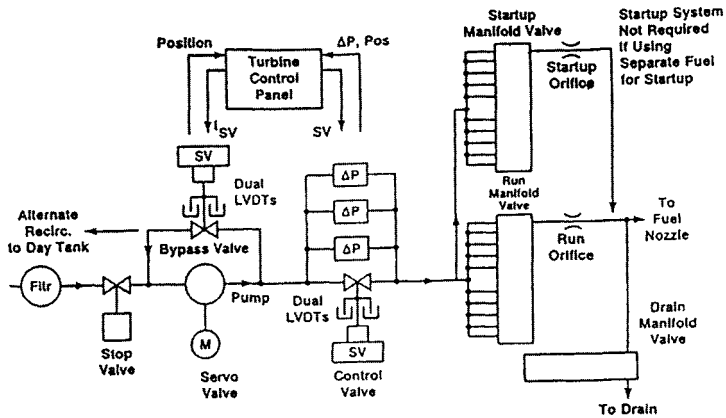 Position
ΔP, Pos
Turbine
Control
Panel
ISV
SV
SV
Dual
LVDTs
Alternate
Recirc.
to Day Tank
Bypass Valve
Filr
Pump
Stop
Valve
M
Servo
Valve
ΔP
ΔP
ΔP
Dual
LVDTs
SV
Control
Valve
Startup
Manifold Valve
Startup
Orifice
Startup System
Not Required
If Using
Separate Fuel
for Startup
Run
Manifold
Valve
Run
Orifice
To
Fuel
Nozzle
Drain
Manifold
Valve
To Drain